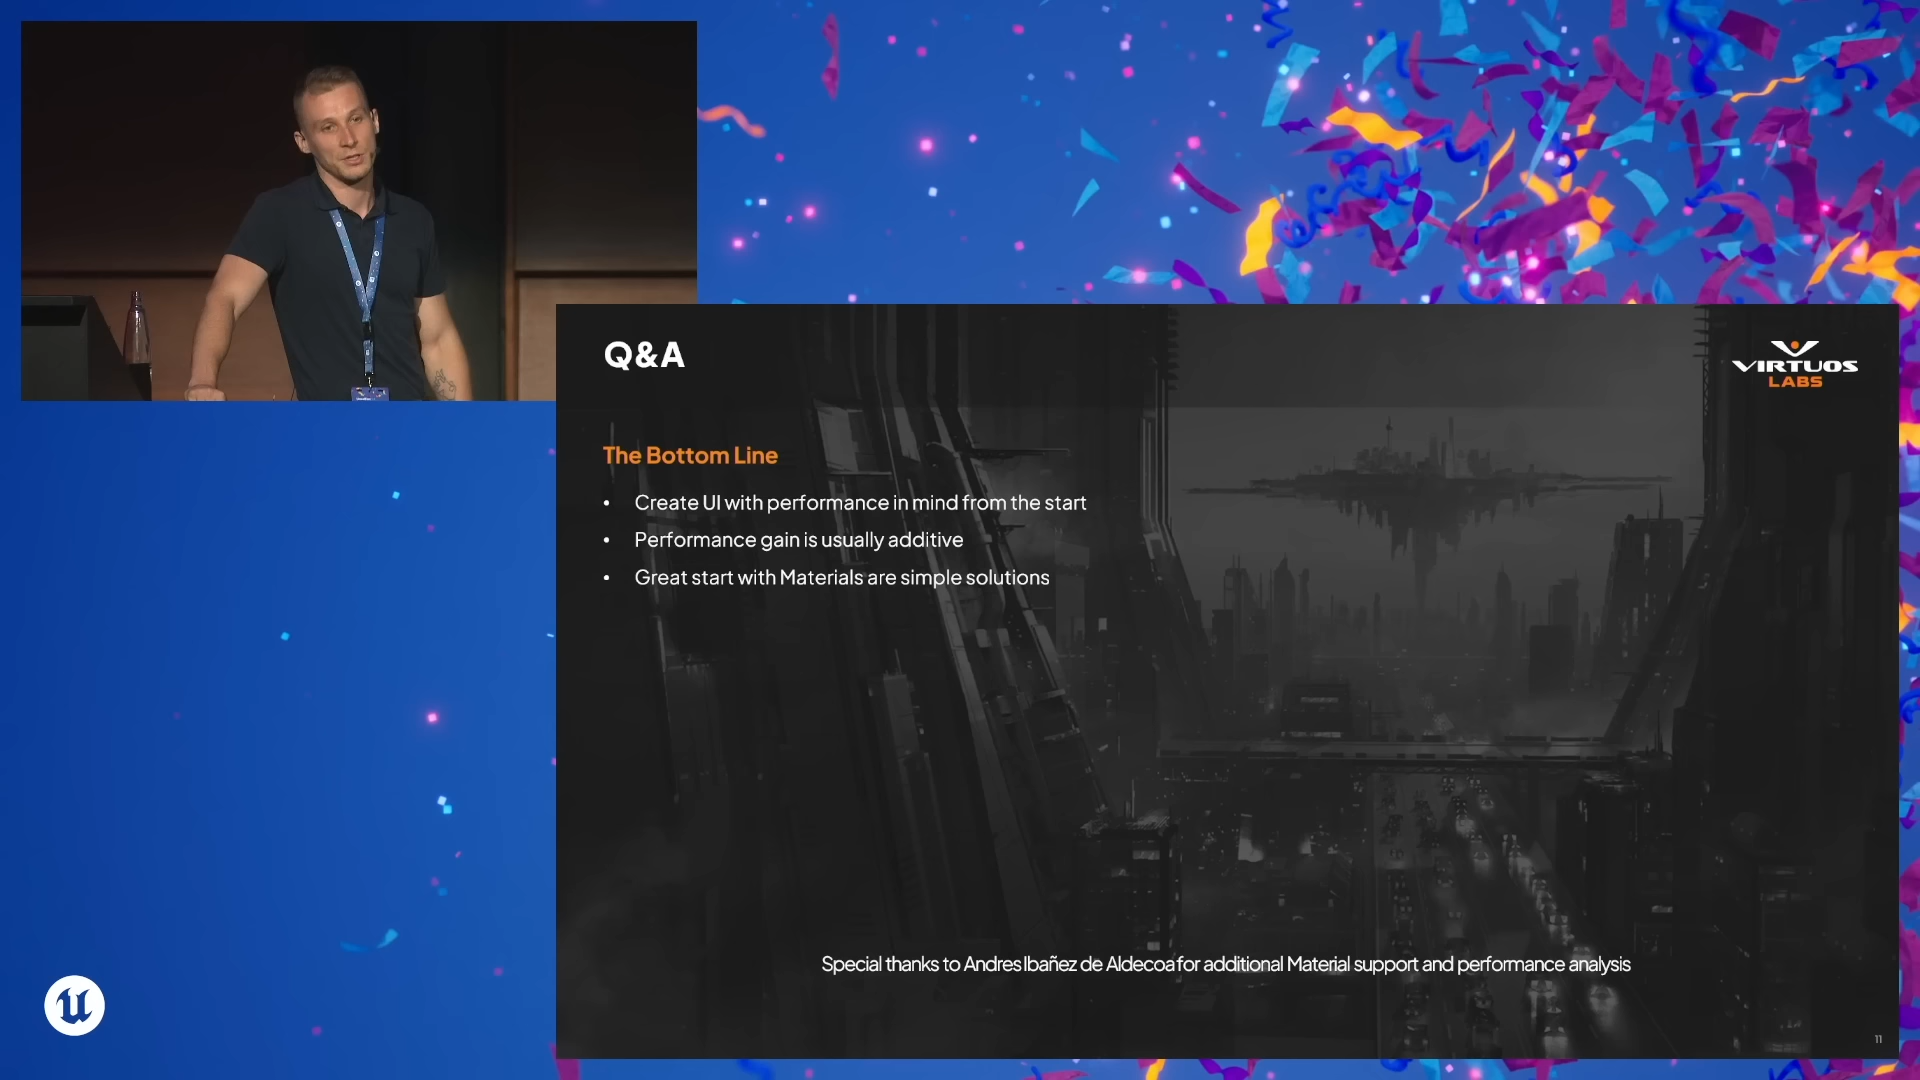 Q&A
VIRTUOS
LABS
The Bottom Line
• Create UI with performance in mind from the start
• Performance gain is usually additive
• Great start with Materials are simple solutions
Special thanks to Andres Ibañez de Aldecoa for additional Material support and performance analysis
11